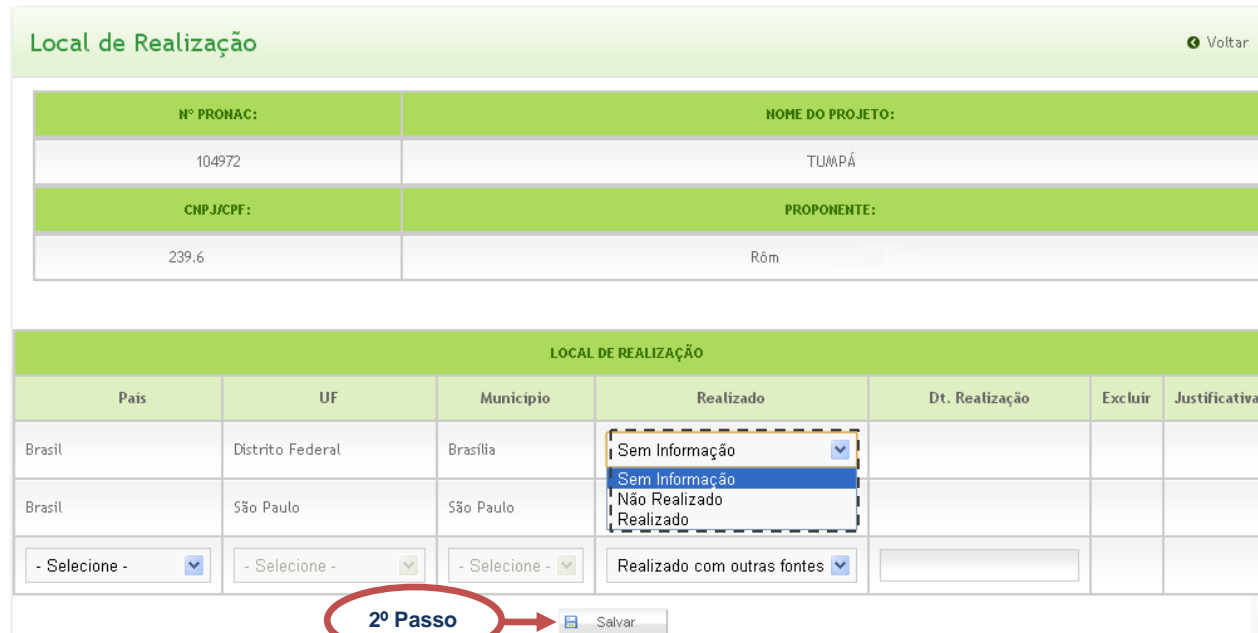 Local de Realização Voltar
Nº PRONAC: NOME DO PROJETO:
104972 TUMPÁ
CNPJ/CPF: PROPONENTE:
239.6 Rôm
LOCAL DE REALIZAÇÃO
País UF Município Realizado Dt. Realização Excluir Justificativa
Brasil Distrito Federal Brasília Sem Informação
Sem Informação
Não Realizado
Realizado
Brasil São Paulo São Paulo
- Selecione - - Selecione - - Selecione - Realizado com outras fontes
2º Passo Salvar